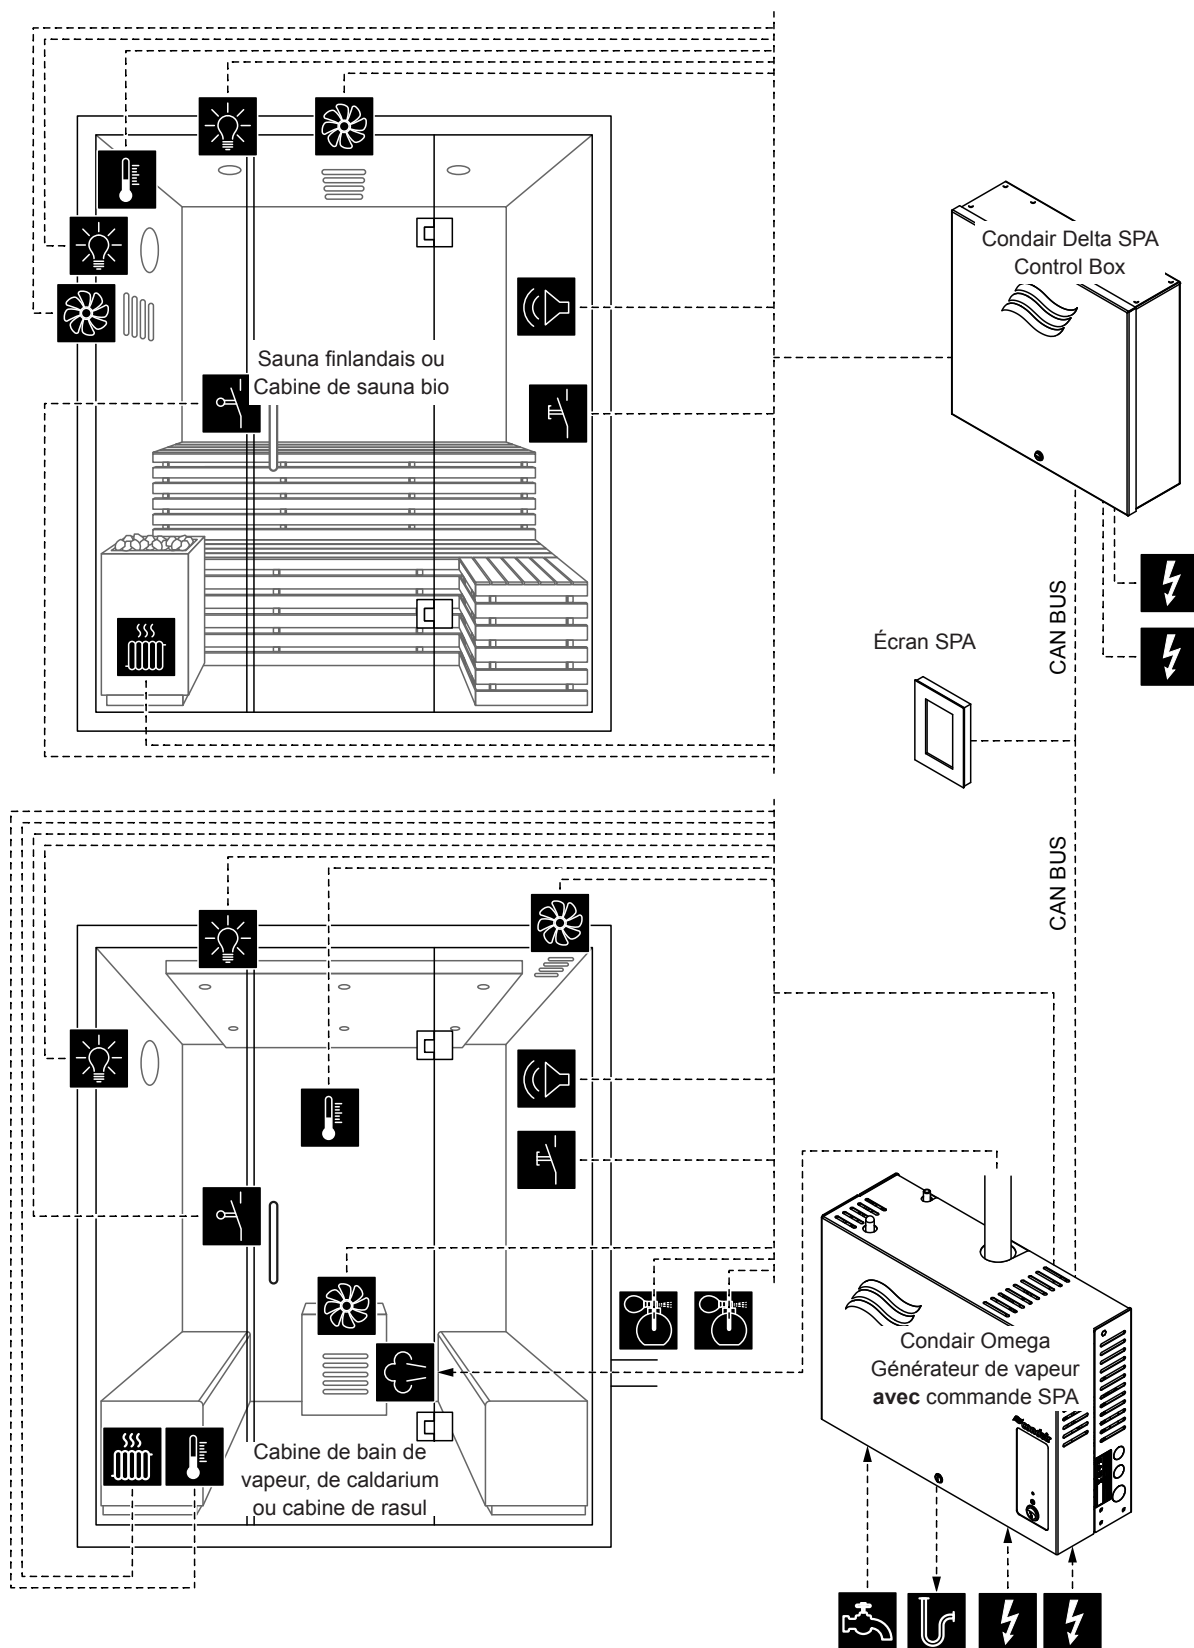 Condair Delta SPA
Control Box
Sauna finlandais ou
Cabine de sauna bio
CAN BUS
Écran SPA
CAN BUS
Condair Omega
Générateur de vapeur
avec commande SPA
Cabine de bain de
vapeur, de caldarium
ou cabine de rasul